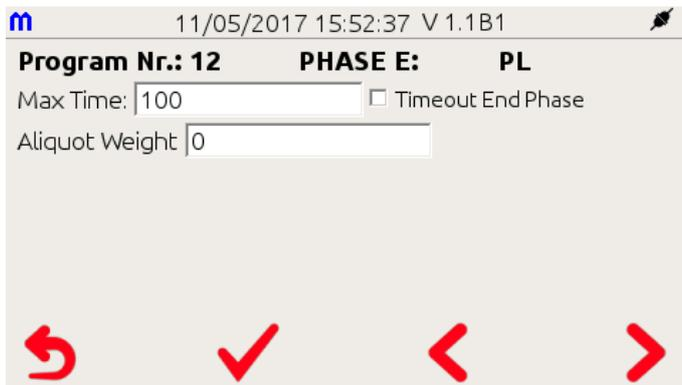 m 11/05/2017 15:52:37 V 1.1B1
Program Nr.: 12 PHASE E: PL
Max Time: 100 Timeout End Phase
Aliquot Weight 0